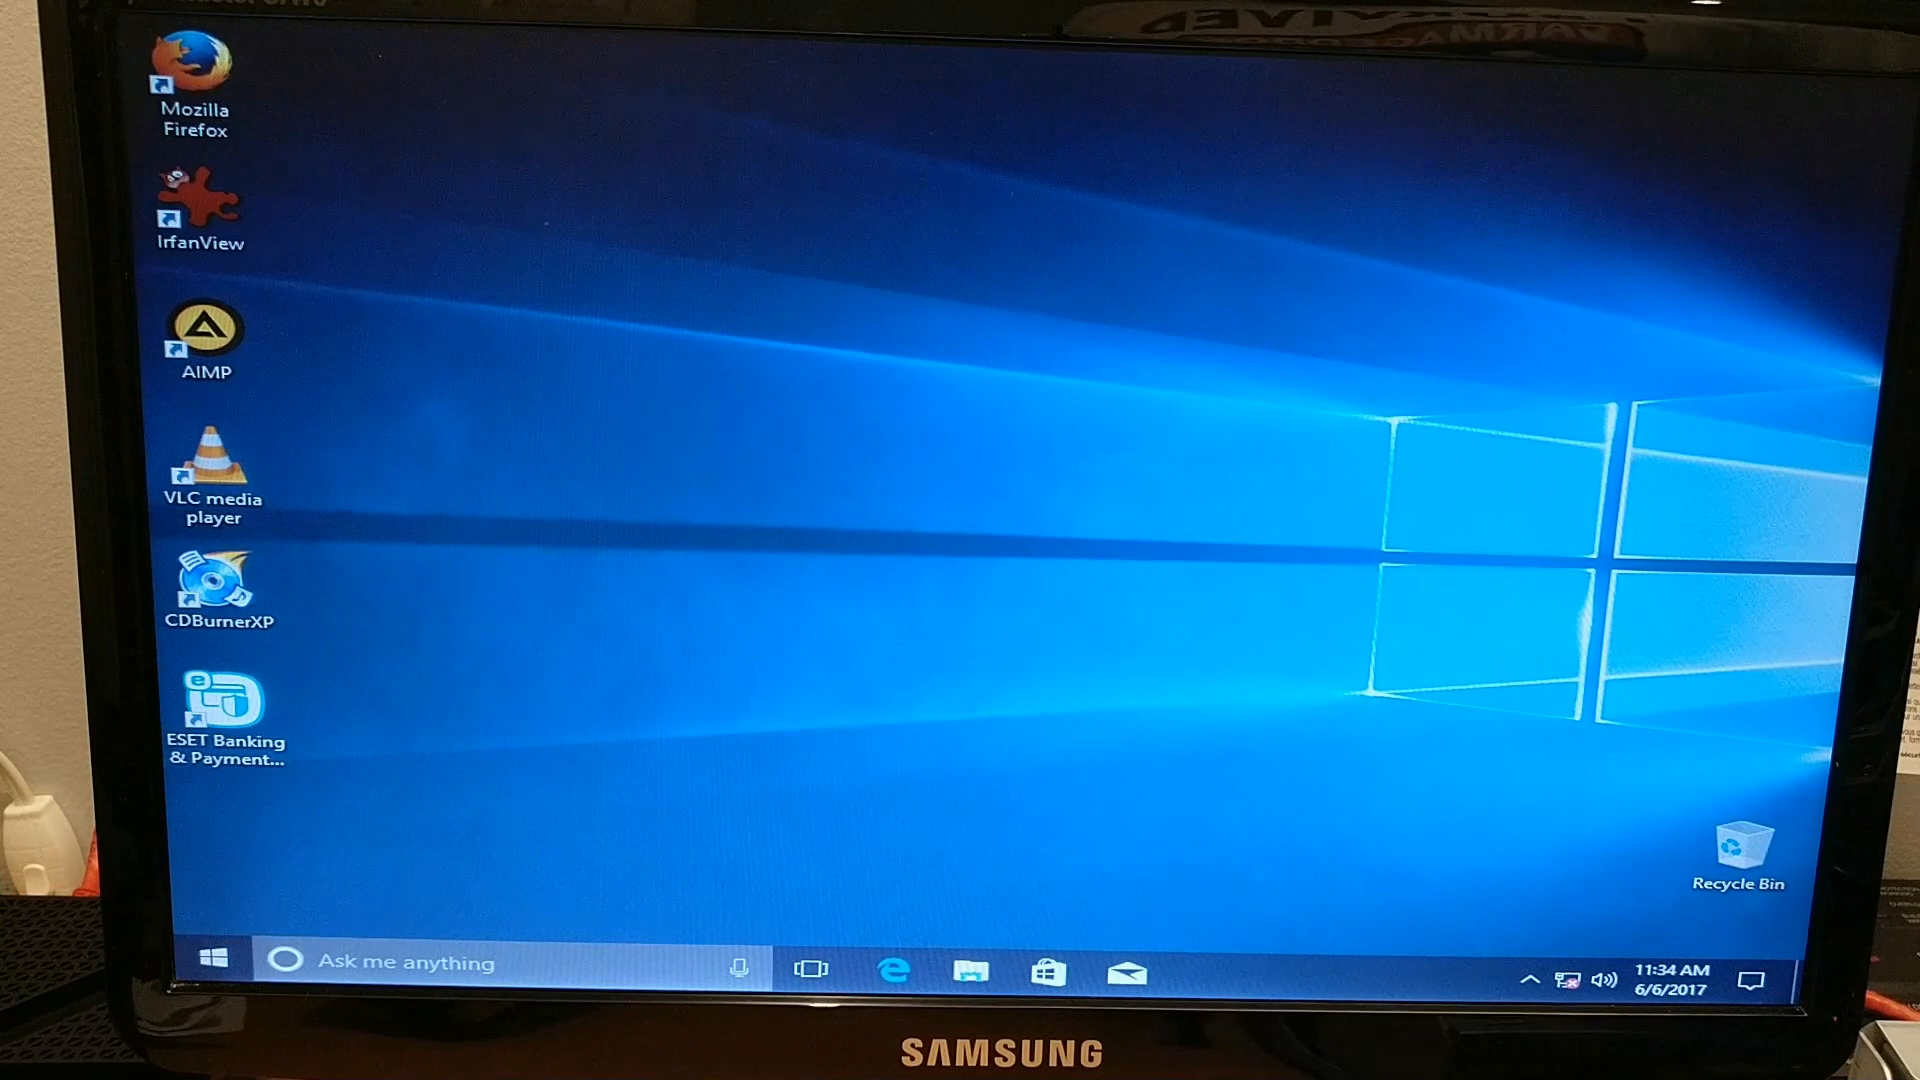 Mozilla
Firefox
IrfanView
AIMP
VLC media
player
CDBurnerXP
ESET Banking
& Payment...
Recycle Bin
Ask me anything
11:34 AM
6/6/2017
SAMSUNG